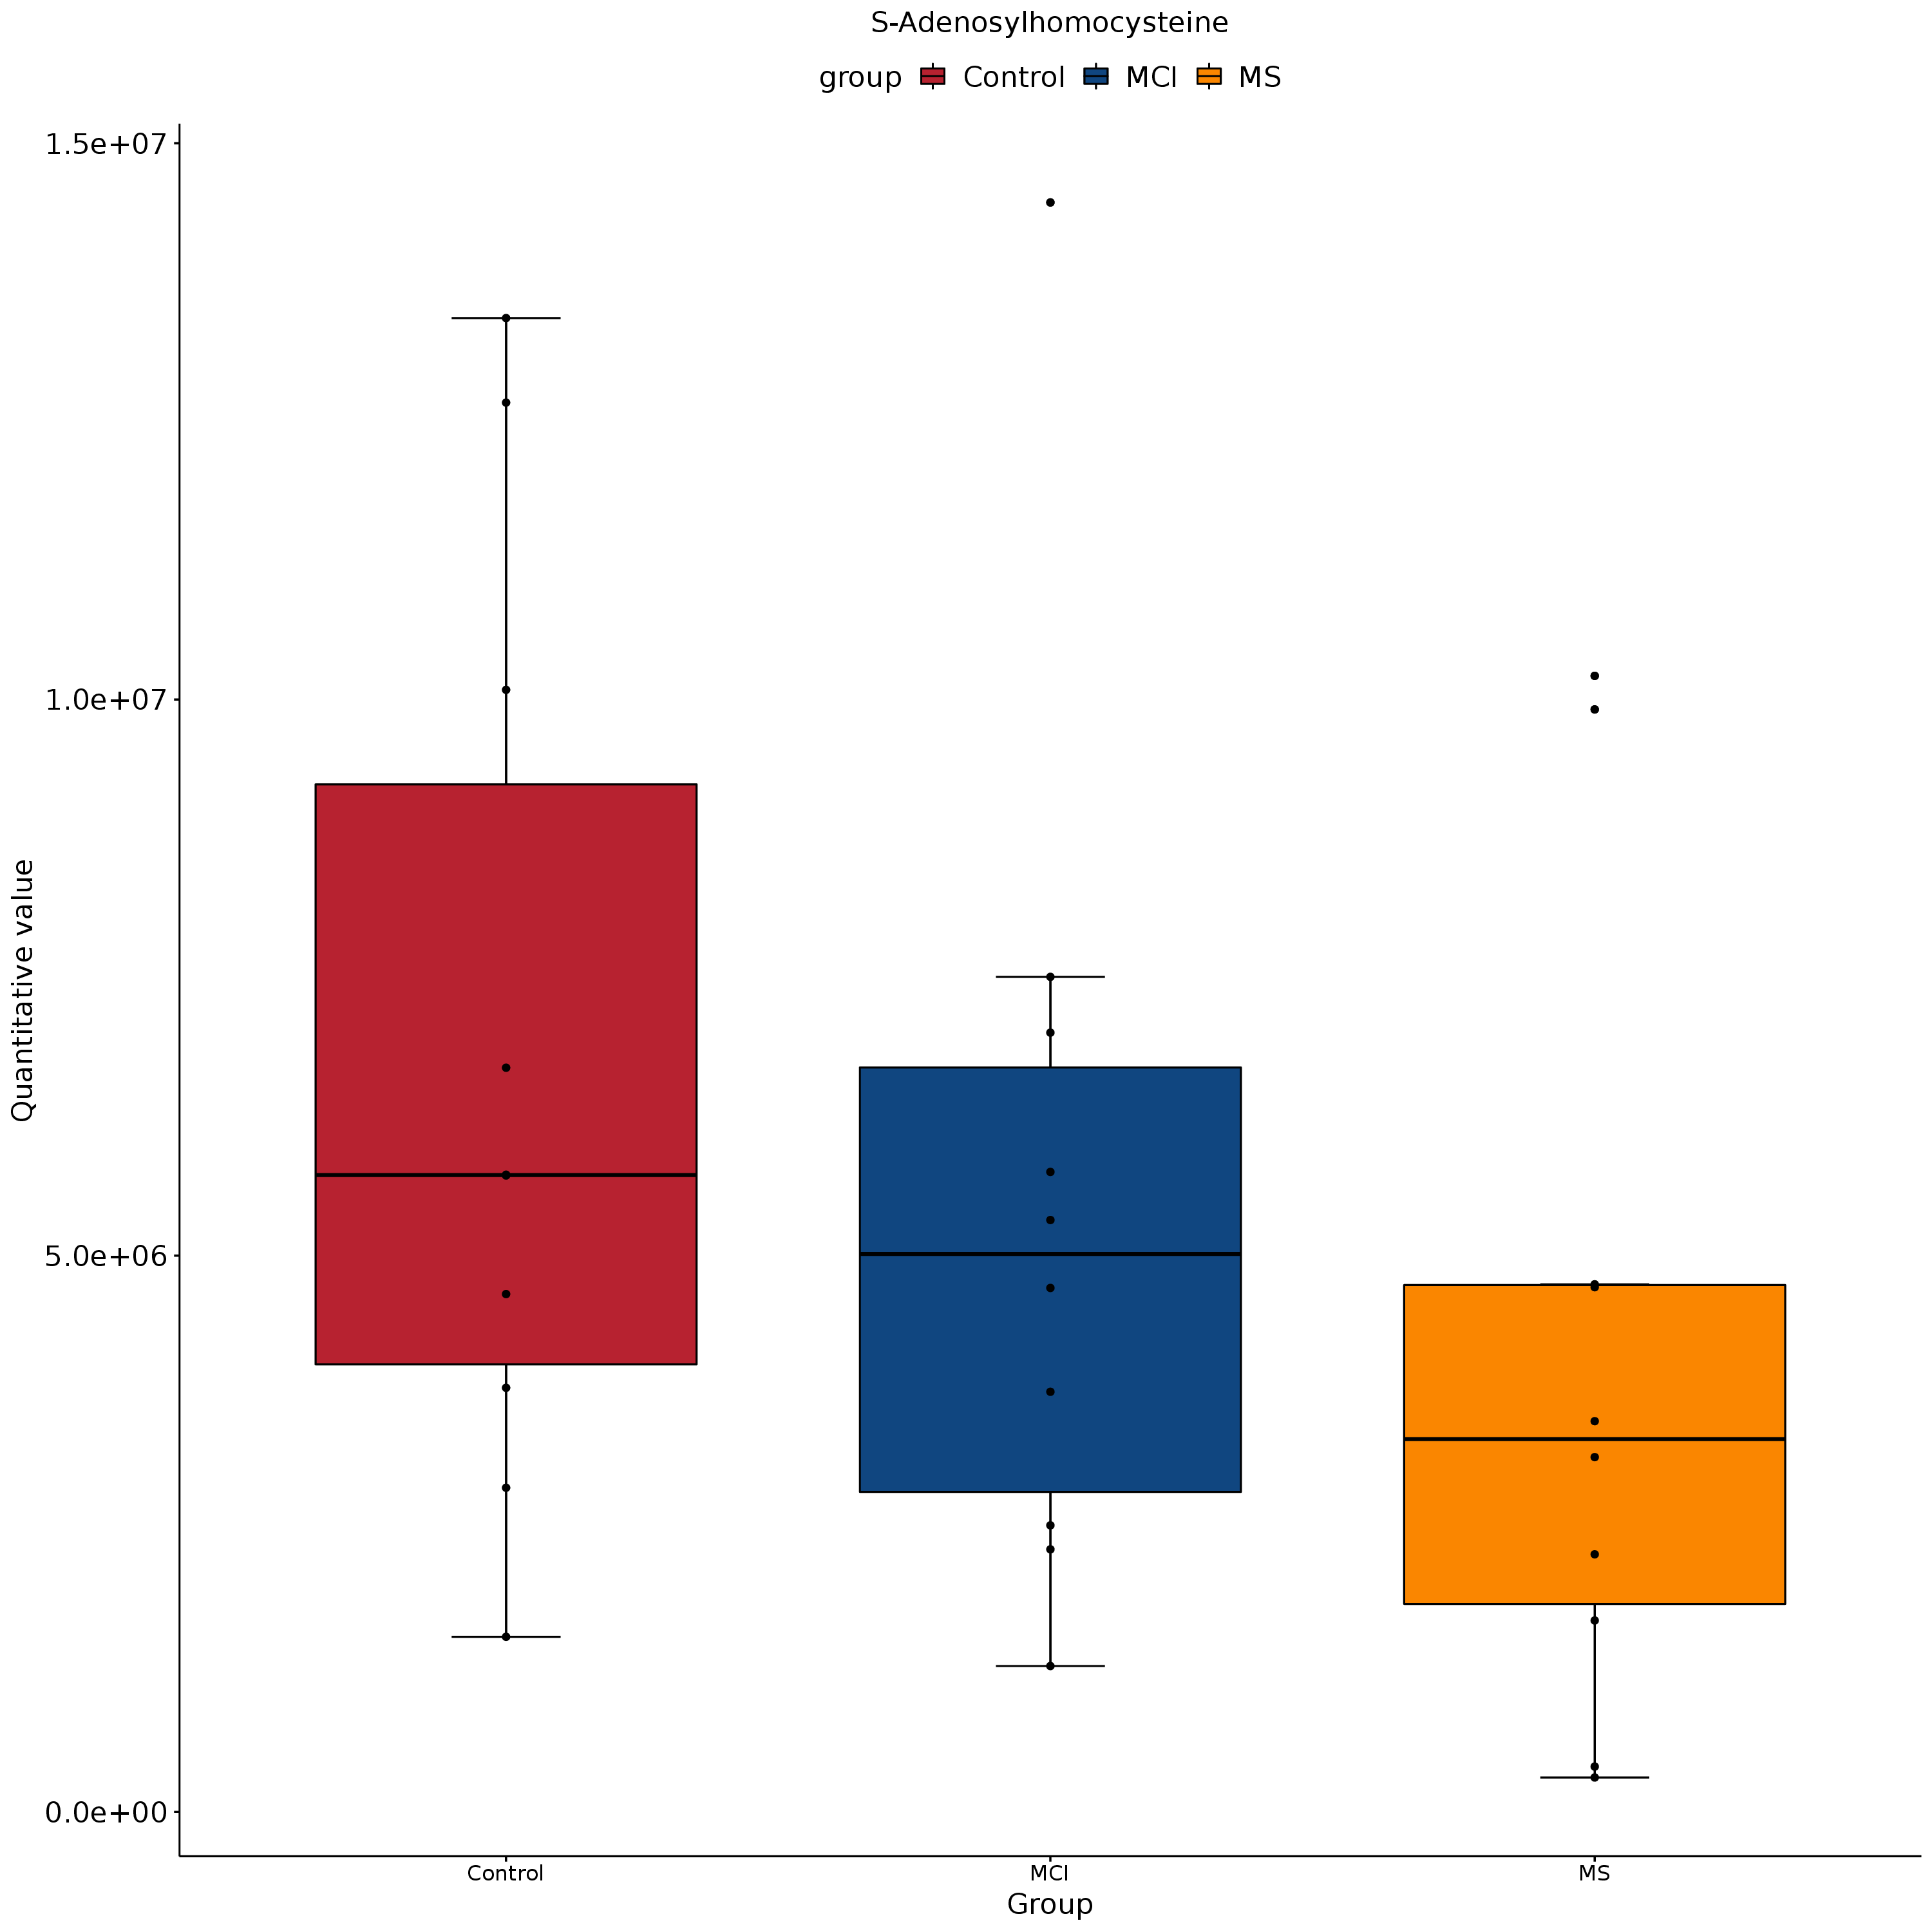 S-Adenosylhomocysteine
group Control MCI MS
1.5e+07
1.0e+07
5.0e+06
0.0e+00
Quantitative value
Control MCI MS
Group